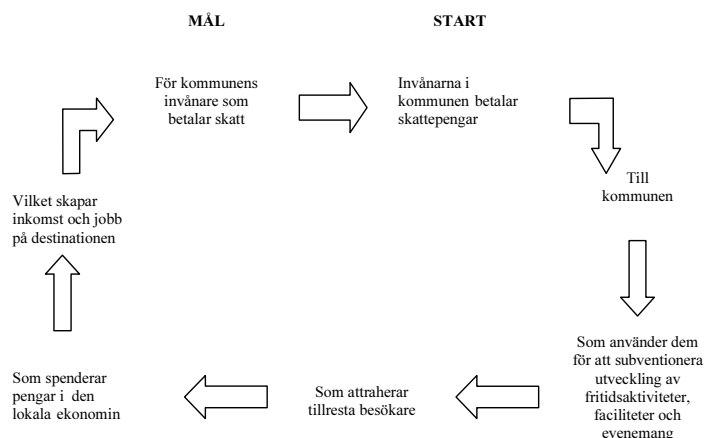 MÅL
START
För kommunens
invånare som
betalar skatt
Invånarna i
kommunen betalar
skattepengar
Till
kommunen
Som använder dem
för att subventionera
utveckling av
fritidsaktiviteter,
faciliteter och
evenemang
Som attraherar
tillresta besökare
Som spenderar
pengar i  den
lokala ekonomin
Vilket skapar
inkomst och jobb
på destinationen